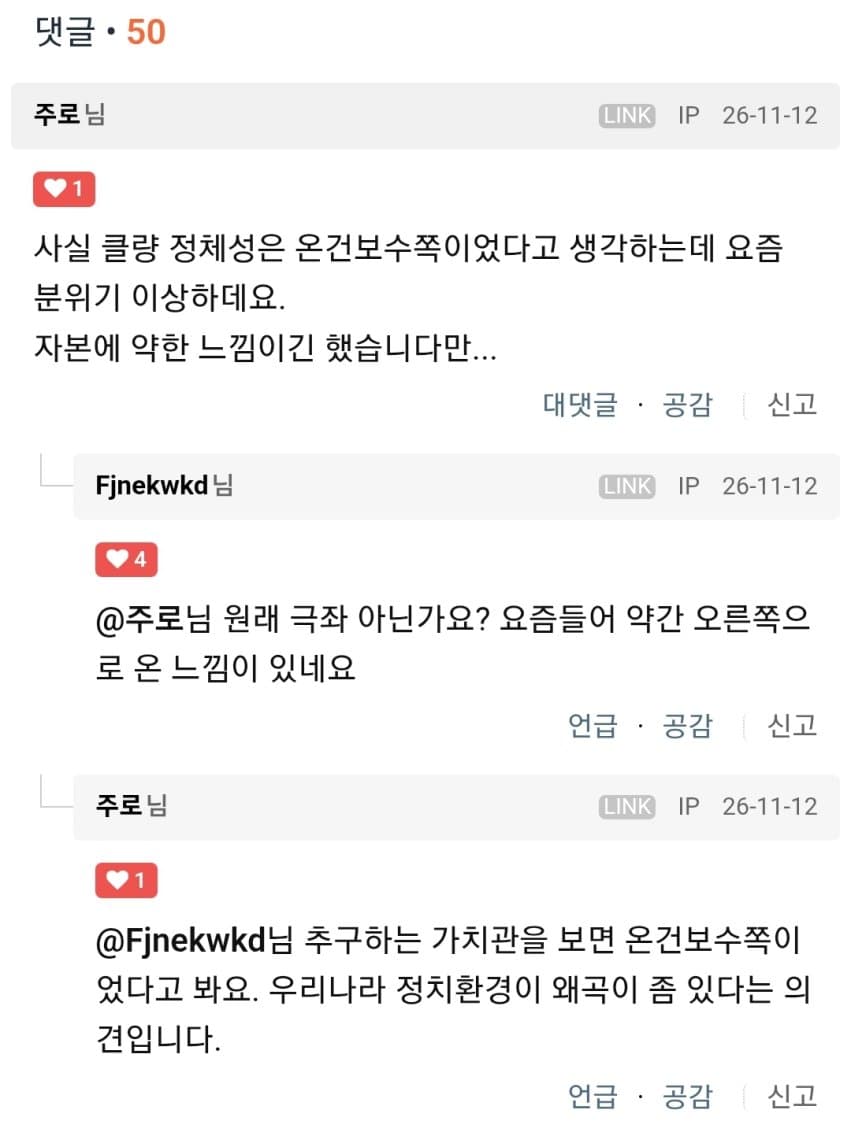 댓글 • 50
주로님 LINK IP 26-11-12
1
사실 클량 정체성은 온건보수쪽이었다고 생각하는데 요즘
분위기 이상하데요.
자본에 약한 느낌이긴 했습니다만...
대댓글 · 공감 신고
Fjnekwkd님 LINK IP 26-11-12
4
@주로님 원래 극좌 아닌가요? 요즘들어 약간 오른쪽으
로 온 느낌이 있네요
언급 · 공감 신고
주로님 LINK IP 26-11-12
1
@Fjnekwkd님 추구하는 가치관을 보면 온건보수쪽이
었다고 봐요. 우리나라 정치환경이 왜곡이 좀 있다는 의
견입니다.
언급 · 공감 신고